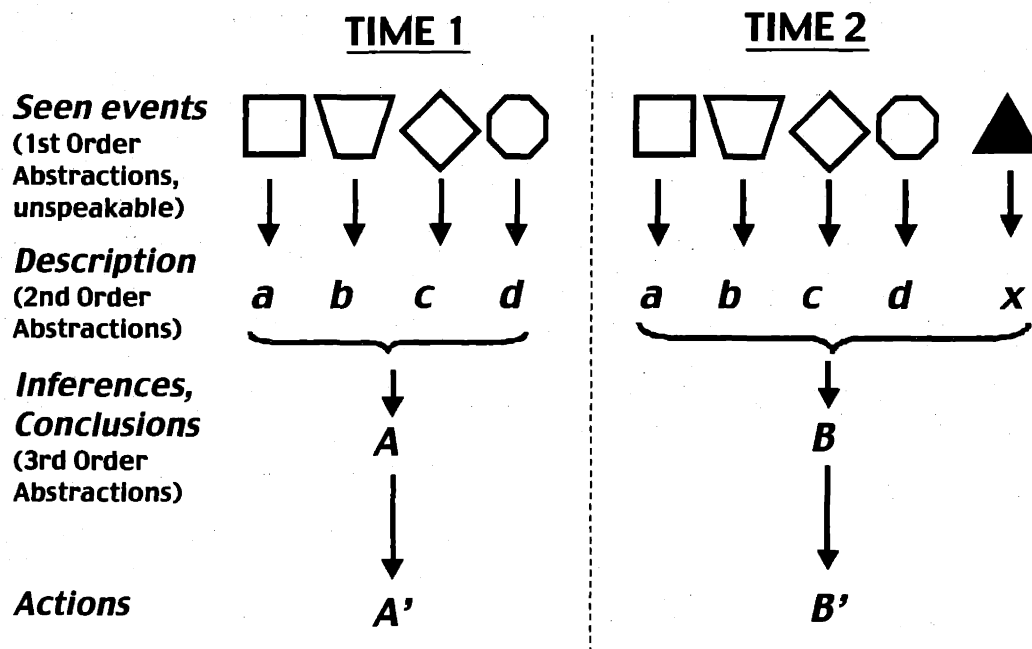 TIME 1
TIME 2
Seen events
(1st Order
Abstractions,
unspeakable)
Description
(2nd Order
Abstractions)
a b c d
a b c d x
Inferences,
Conclusions
(3rd Order
Abstractions)
A
B
Actions
A'
B'